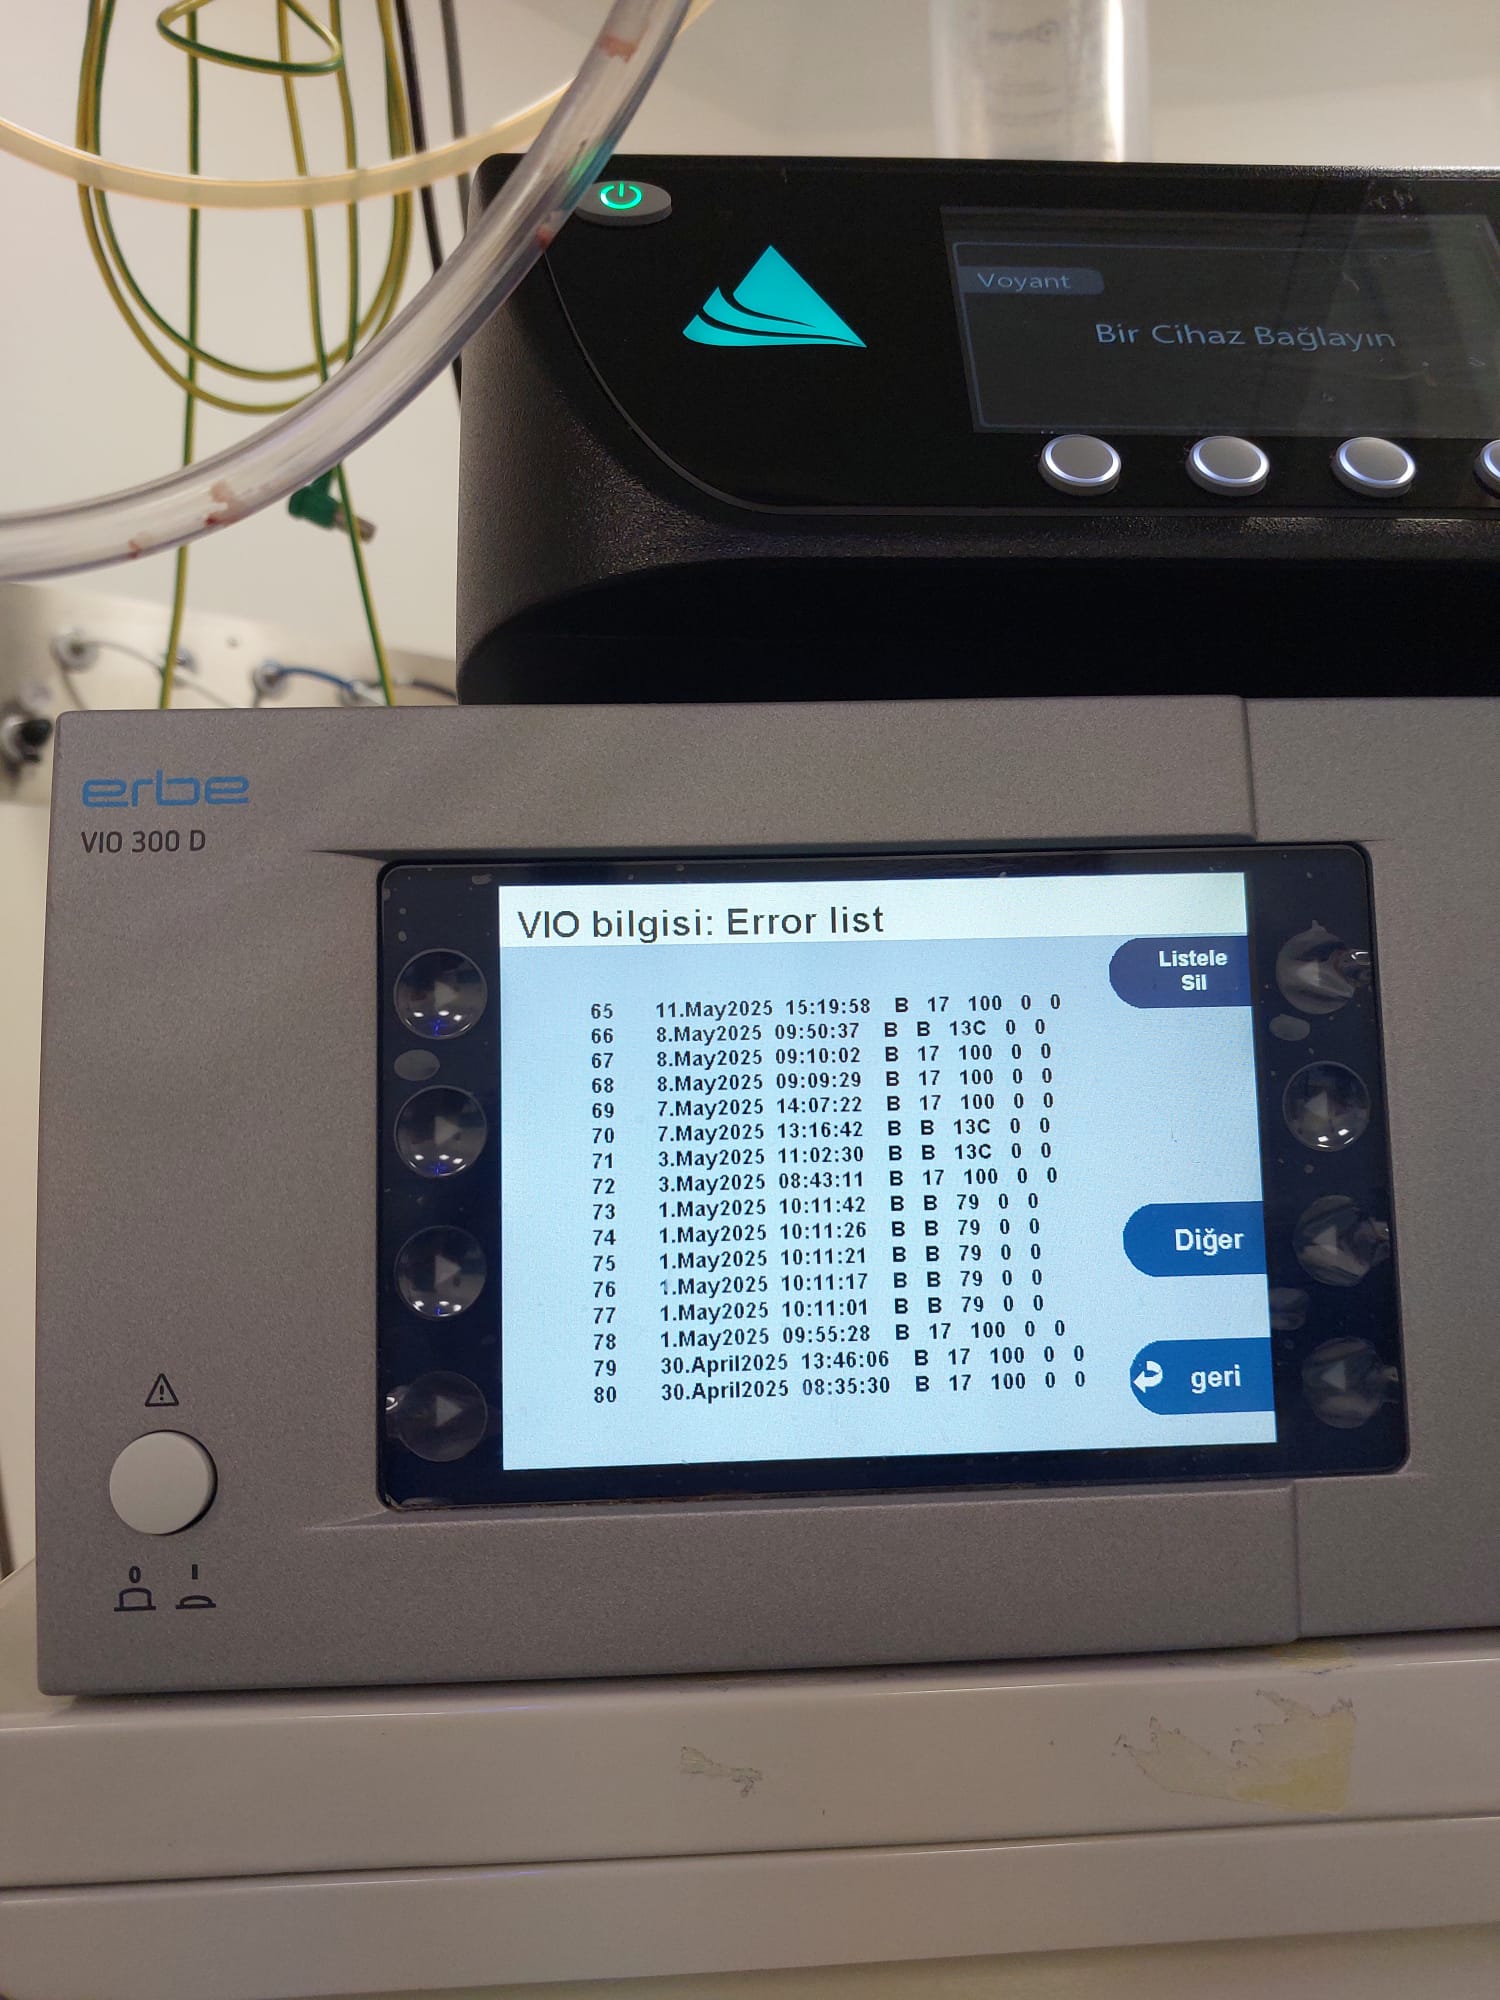 Voyant
Bir Cihaz Bağlayın
erbe
VIO 300 D
VIO bilgisi: Error list
Listele
Sil
65 11.May2025 15:19:58 B 17 100 0 0
66 8.May2025 09:50:37 B B 13C 0 0
67 8.May2025 09:10:02 B 17 100 0 0
68 8.May2025 09:09:29 B 17 100 0 0
69 7.May2025 14:07:22 B 17 100 0 0
70 7.May2025 13:16:42 B B 13C 0 0
71 3.May2025 11:02:30 B B 13C 0 0
72 3.May2025 08:43:11 B 17 100 0 0
73 1.May2025 10:11:42 B B 79 0 0
74 1.May2025 10:11:26 B B 79 0 0
75 1.May2025 10:11:21 B B 79 0 0
76 1.May2025 10:11:17 B B 79 0 0
77 1.May2025 10:11:01 B B 79 0 0
78 1.May2025 09:55:28 B 17 100 0 0
79 30.April2025 13:46:06 B 17 100 0 0
80 30.April2025 08:35:30 B 17 100 0 0
Diğer
geri
0 I